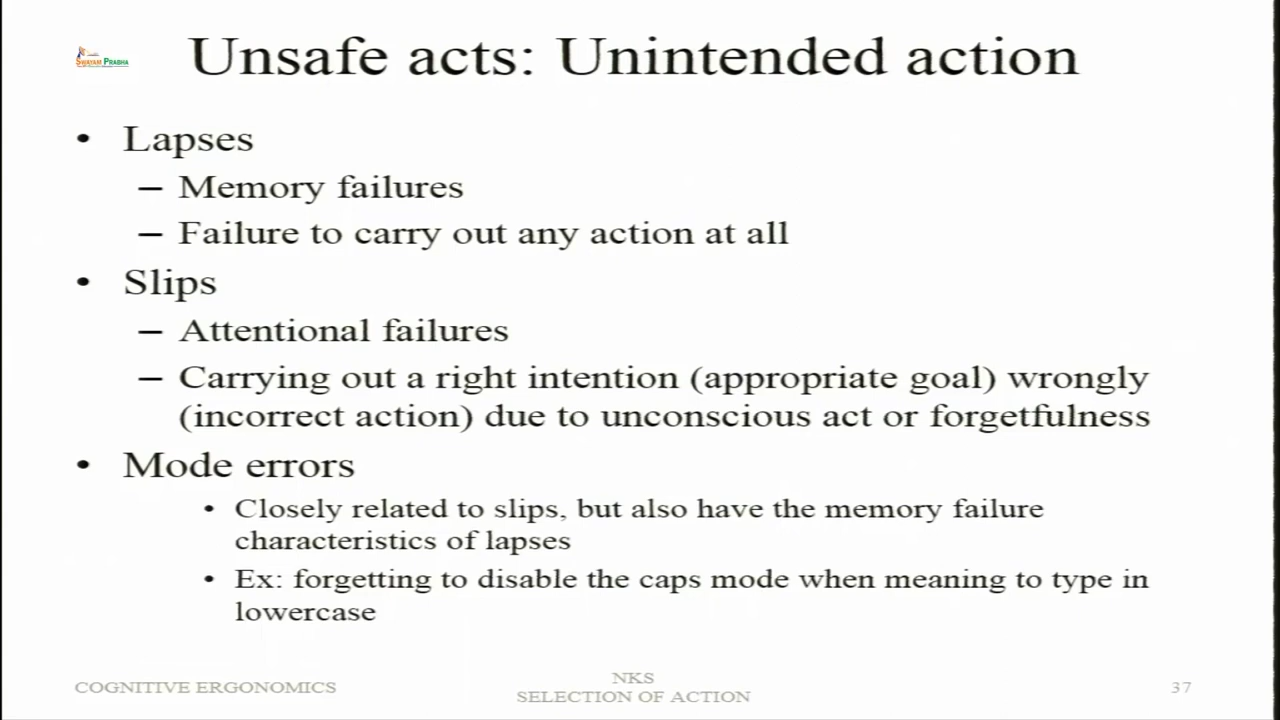 Unsafe acts: Unintended action
SWAYAM PRABHA
• Lapses
– Memory failures
– Failure to carry out any action at all
• Slips
– Attentional failures
– Carrying out a right intention (appropriate goal) wrongly
(incorrect action) due to unconscious act or forgetfulness
• Mode errors
• Closely related to slips, but also have the memory failure
characteristics of lapses
• Ex: forgetting to disable the caps mode when meaning to type in
lowercase
COGNITIVE ERGONOMICS
NKS
SELECTION OF ACTION
37